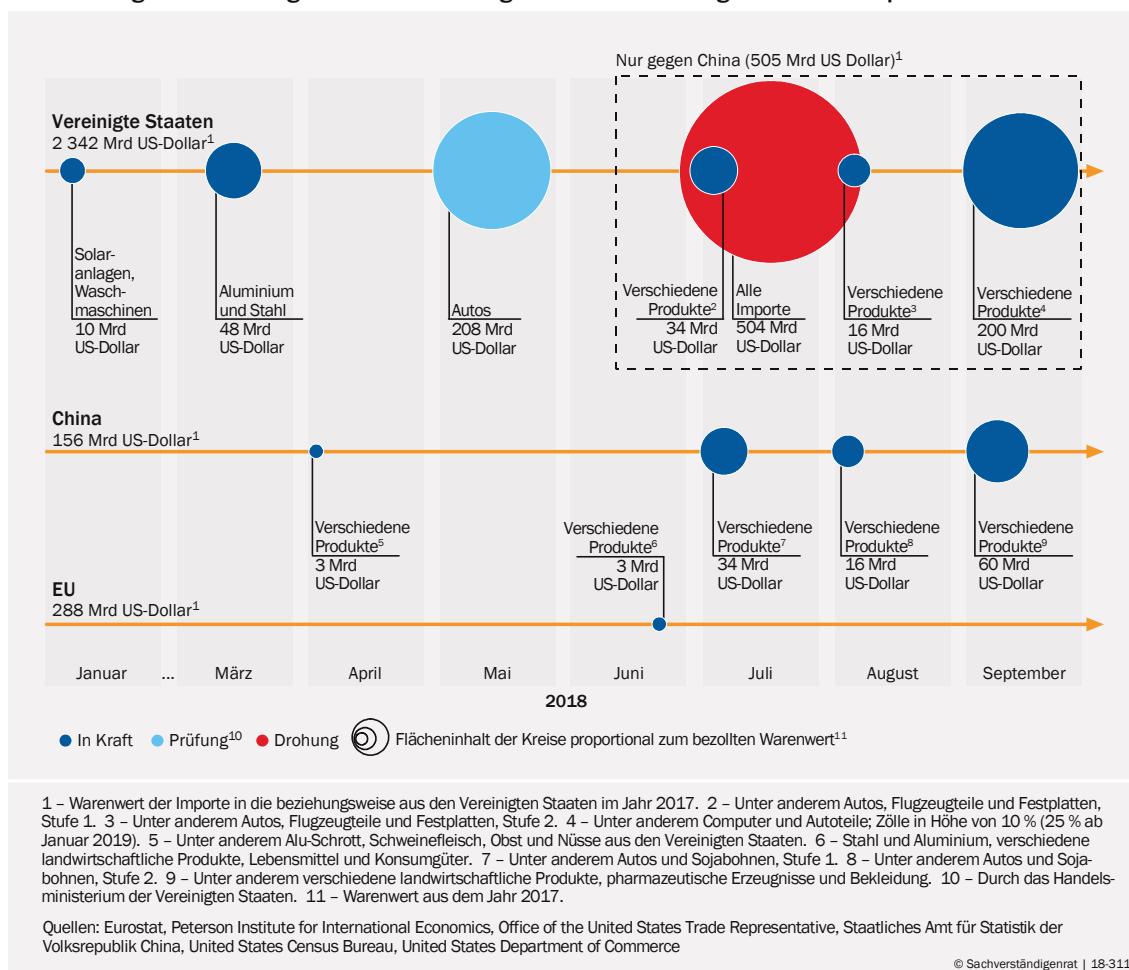 Nur gegen China (505 Mrd US Dollar)1
Vereinigte Staaten
2 342 Mrd US-Dollar1
Solar-
anlagen,
Wasch-
maschinen
10 Mrd
US-Dollar
Aluminium
und Stahl
48 Mrd
US-Dollar
Autos
208 Mrd
US-Dollar
Verschiedene
Produkte2
34 Mrd
US-Dollar
Alle
Importe
504 Mrd
US-Dollar
Verschiedene
Produkte3
16 Mrd
US-Dollar
Verschiedene
Produkte4
200 Mrd
US-Dollar
China
156 Mrd US-Dollar1
Verschiedene
Produkte5
3 Mrd
US-Dollar
Verschiedene
Produkte6
3 Mrd
US-Dollar
Verschiedene
Produkte7
34 Mrd
US-Dollar
Verschiedene
Produkte8
16 Mrd
US-Dollar
Verschiedene
Produkte9
60 Mrd
US-Dollar
EU
288 Mrd US-Dollar1
Januar ... März April Mai Juni Juli August September
2018
In Kraft Prüfung10 Drohung Flächeninhalt der Kreise proportional zum bezollten Warenwert11
1 – Warenwert der Importe in die beziehungsweise aus den Vereinigten Staaten im Jahr 2017. 2 – Unter anderem Autos, Flugzeugteile und Festplatten,
Stufe 1. 3 – Unter anderem Autos, Flugzeugteile und Festplatten, Stufe 2. 4 – Unter anderem Computer und Autoteile; Zölle in Höhe von 10 % (25 % ab
Januar 2019). 5 – Unter anderem Alu-Schrott, Schweinefleisch, Obst und Nüsse aus den Vereinigten Staaten. 6 – Stahl und Aluminium, verschiedene
landwirtschaftliche Produkte, Lebensmittel und Konsumgüter. 7 – Unter anderem Autos und Sojabohnen, Stufe 1. 8 – Unter anderem Autos und Soja-
bohnen, Stufe 2. 9 – Unter anderem verschiedene landwirtschaftliche Produkte, pharmazeutische Erzeugnisse und Bekleidung. 10 – Durch das Handels-
ministerium der Vereinigten Staaten. 11 – Warenwert aus dem Jahr 2017.
Quellen: Eurostat, Peterson Institute for International Economics, Office of the United States Trade Representative, Staatliches Amt für Statistik der
Volksrepublik China, United States Census Bureau, United States Department of Commerce
© Sachverständigenrat | 18-311